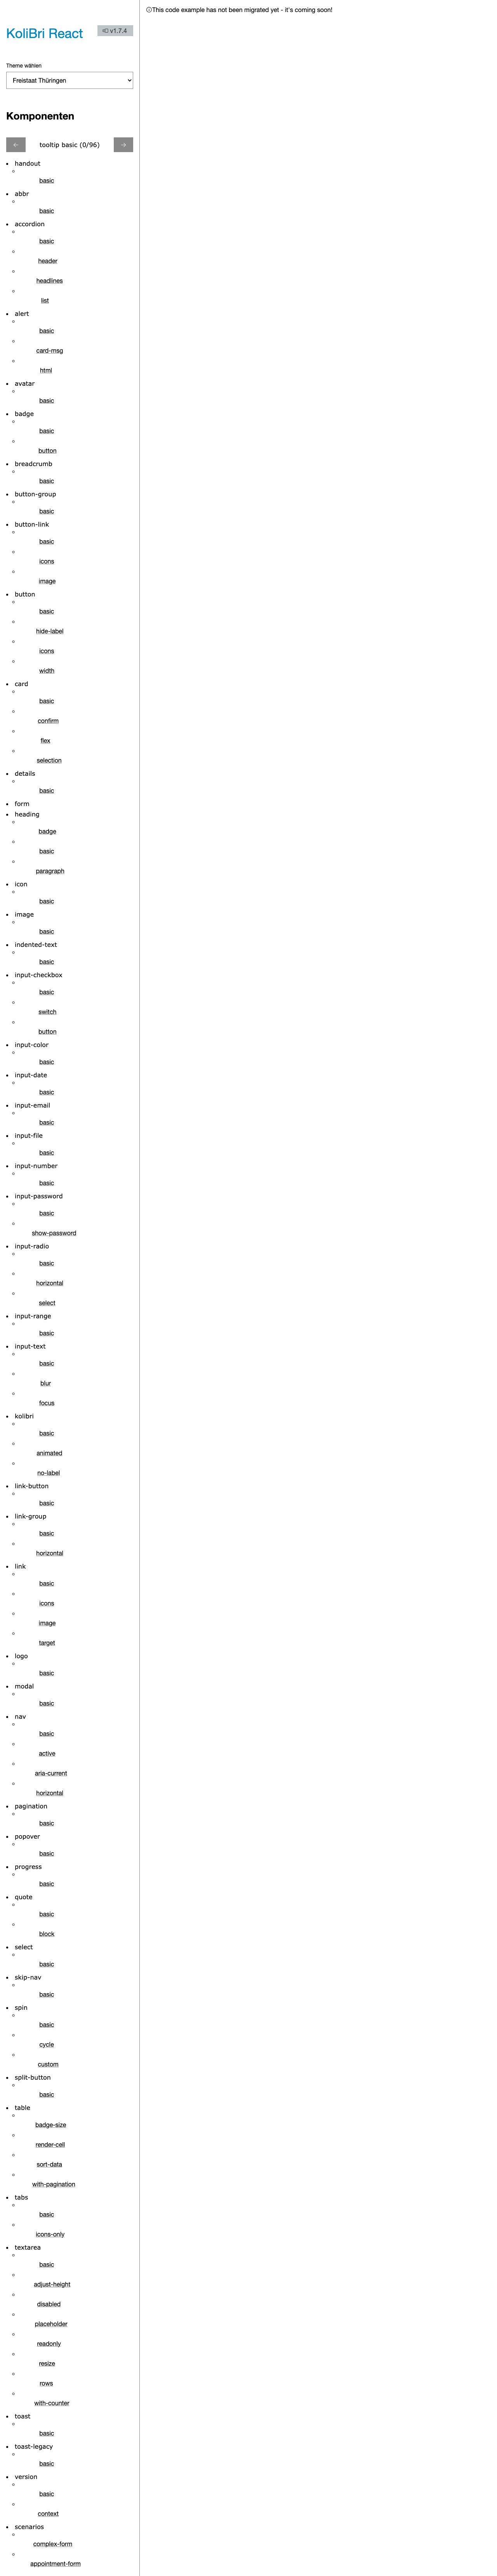 KoliBri React
v1.7.4
Theme wählen
Freistaat Thüringen
Komponenten
tooltip basic (0/96)
handout
basic
abbr
basic
accordion
basic
header
headlines
list
alert
basic
card-msg
html
avatar
basic
badge
basic
button
breadcrumb
basic
button-group
basic
button-link
basic
icons
image
button
basic
hide-label
icons
width
card
basic
confirm
flex
selection
details
basic
form
heading
badge
basic
paragraph
icon
basic
image
basic
indented-text
basic
input-checkbox
basic
switch
button
input-color
basic
input-date
basic
input-email
basic
input-file
basic
input-number
basic
input-password
basic
show-password
input-radio
basic
horizontal
select
input-range
basic
input-text
basic
blur
focus
kolibri
basic
animated
no-label
link-button
basic
link-group
basic
horizontal
link
basic
icons
image
target
logo
basic
modal
basic
nav
basic
active
aria-current
horizontal
pagination
basic
popover
basic
progress
basic
quote
basic
block
select
basic
skip-nav
basic
spin
basic
cycle
custom
split-button
basic
table
badge-size
render-cell
sort-data
with-pagination
tabs
basic
icons-only
textarea
basic
adjust-height
disabled
placeholder
readonly
resize
rows
with-counter
toast
basic
toast-legacy
basic
version
basic
context
scenarios
complex-form
appointment-form
This code example has not been migrated yet - it's coming soon!